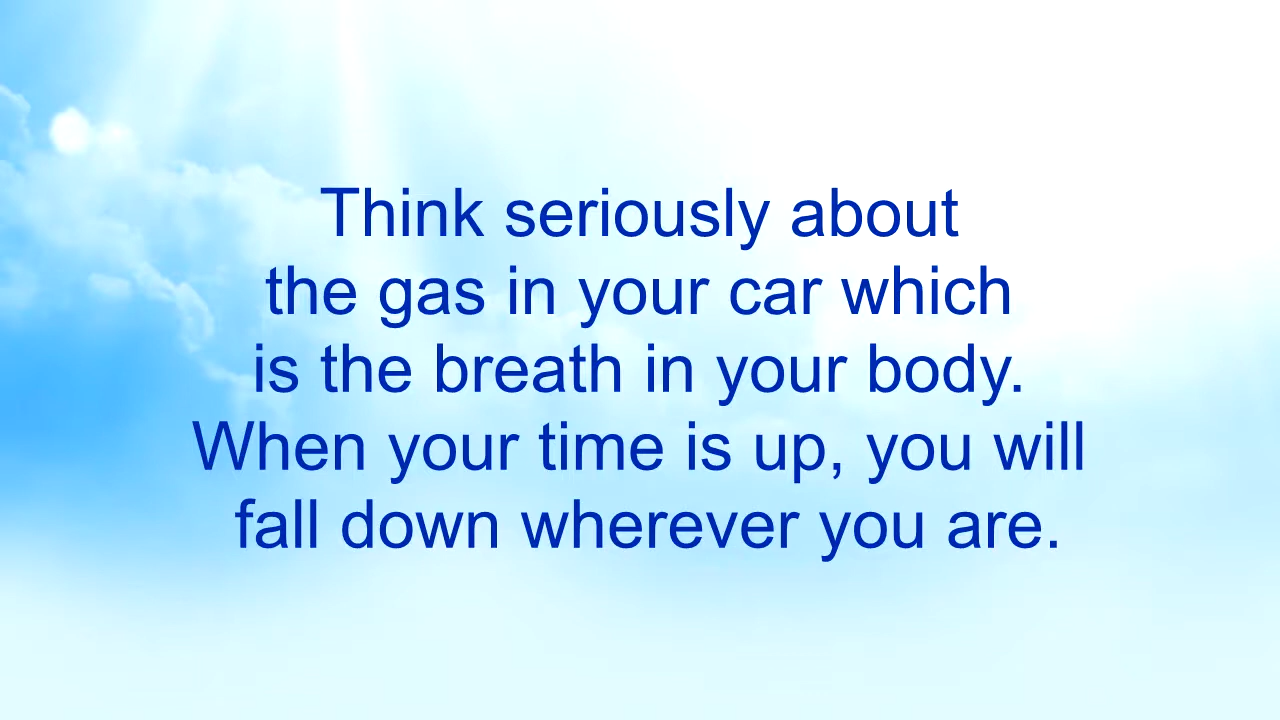 Think seriously about
the gas in your car which
is the breath in your body.
When your time is up, you will
fall down wherever you are.